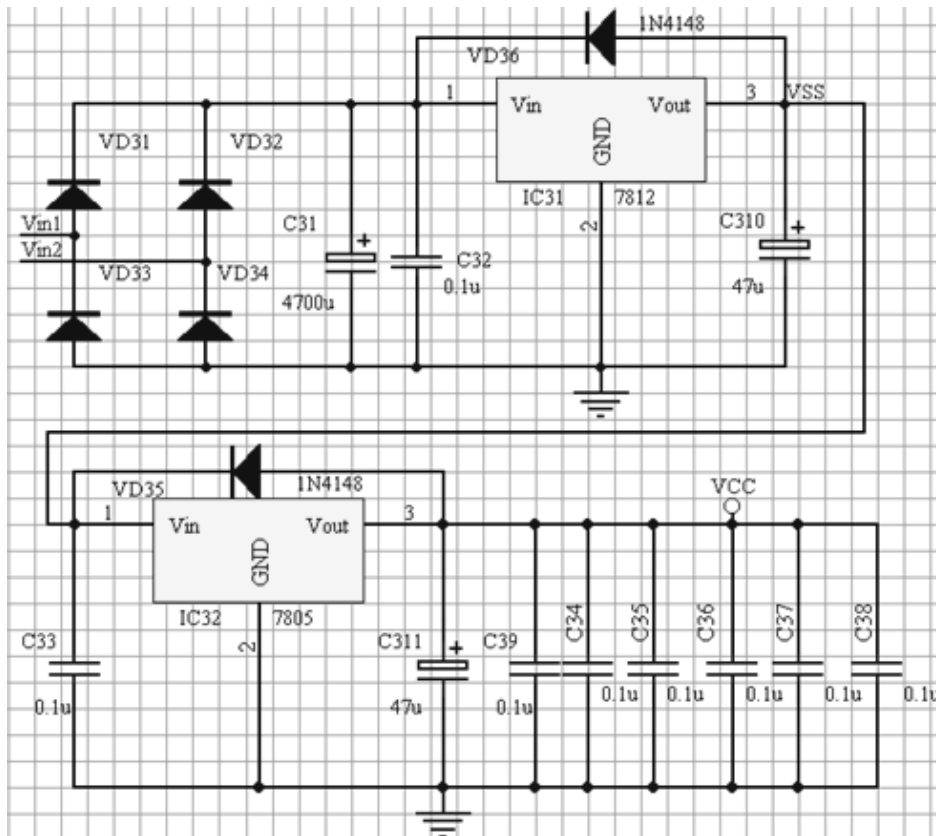 1N4148
VD36
1 Vin Vout 3 VSS
GND
VD31 VD32
IC31 7812
2
Vin1
Vin2
C31
C310
VD33 VD34
C32
0.1u
4700u
47u
VD35 1N4148
VCC
1 Vin Vout 3
GND
IC32 7805
2
C33 C311 C39 C34 C35 C36 C37 C38
0.1u 47u 0.1u 0.1u 0.1u 0.1u 0.1u 0.1u